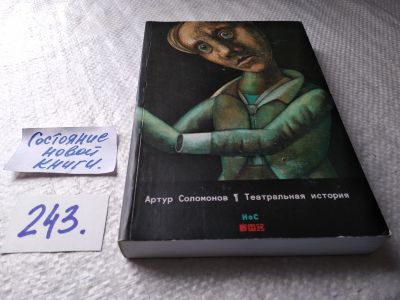 Состояние
новой
книги.
243.
Артур Соломонов ¶ Театральная история
НоС